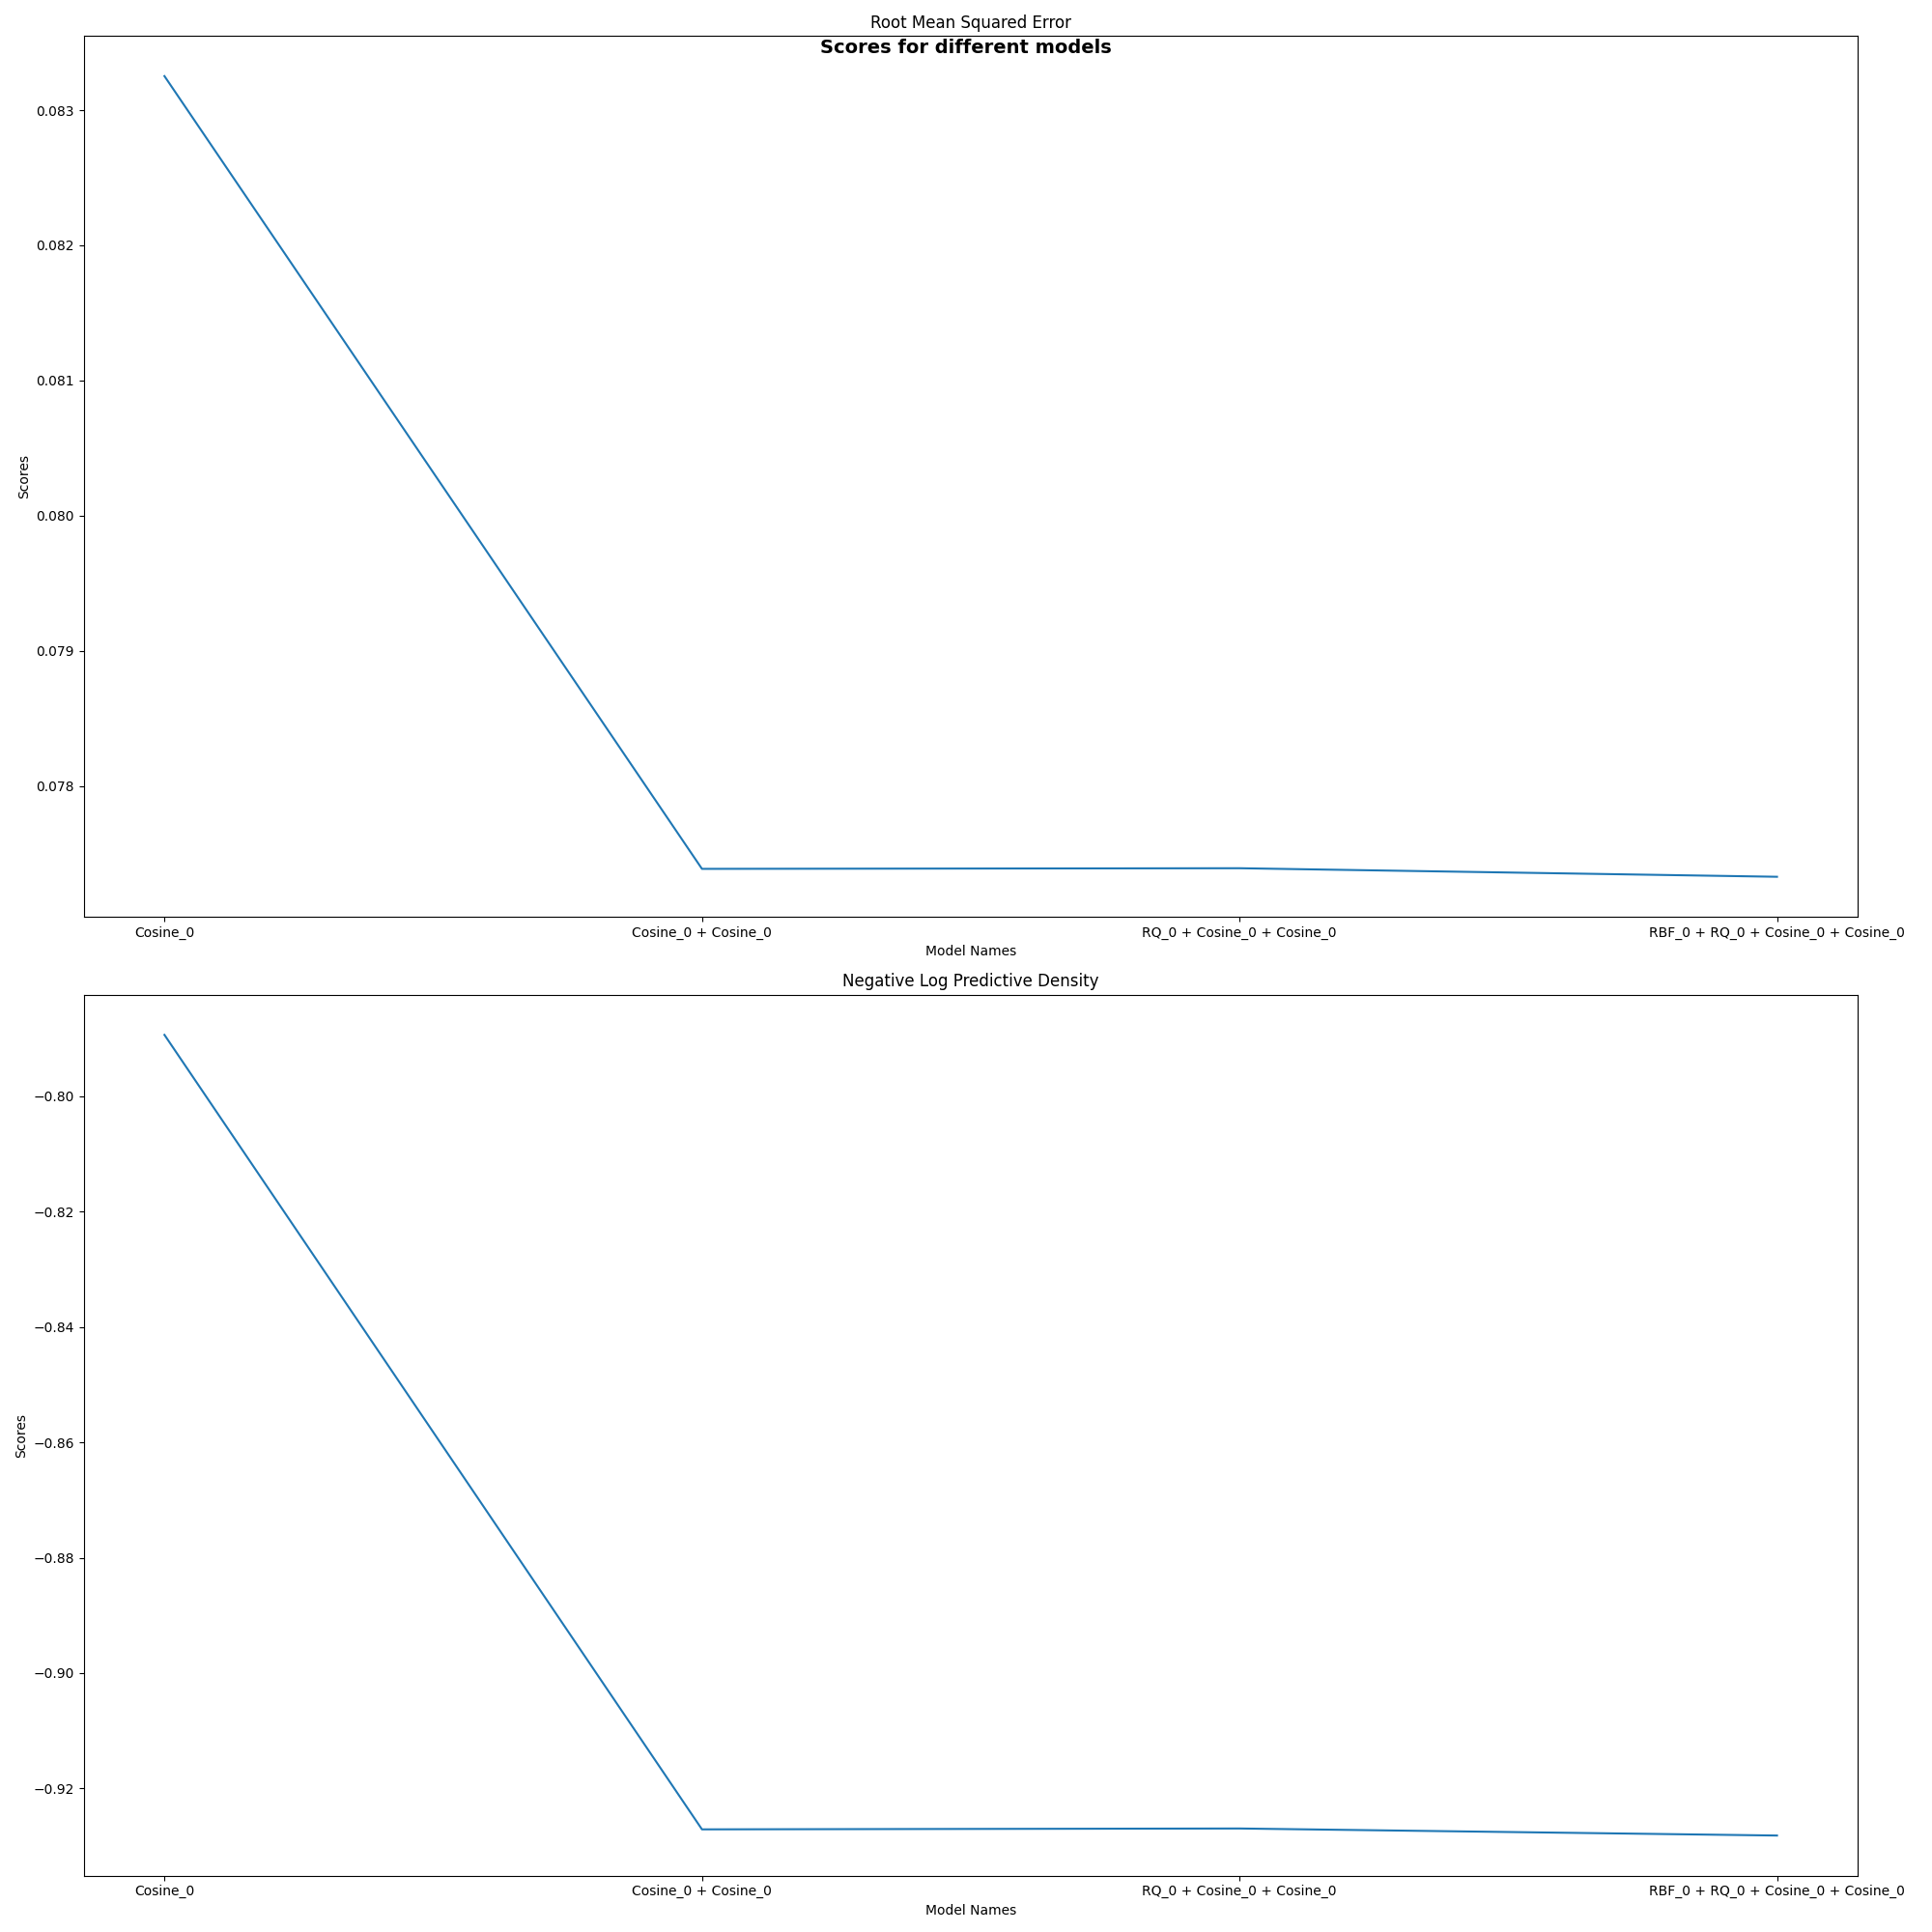 Root Mean Squared Error
Scores for different models
0.083
0.082
0.081
0.080
0.079
0.078
Scores
Cosine_0
Cosine_0 + Cosine_0
RQ_0 + Cosine_0 + Cosine_0
RBF_0 + RQ_0 + Cosine_0 + Cosine_0
Model Names
Negative Log Predictive Density
−0.80
−0.82
−0.84
−0.86
−0.88
−0.90
−0.92
Scores
Cosine_0
Cosine_0 + Cosine_0
RQ_0 + Cosine_0 + Cosine_0
RBF_0 + RQ_0 + Cosine_0 + Cosine_0
Model Names